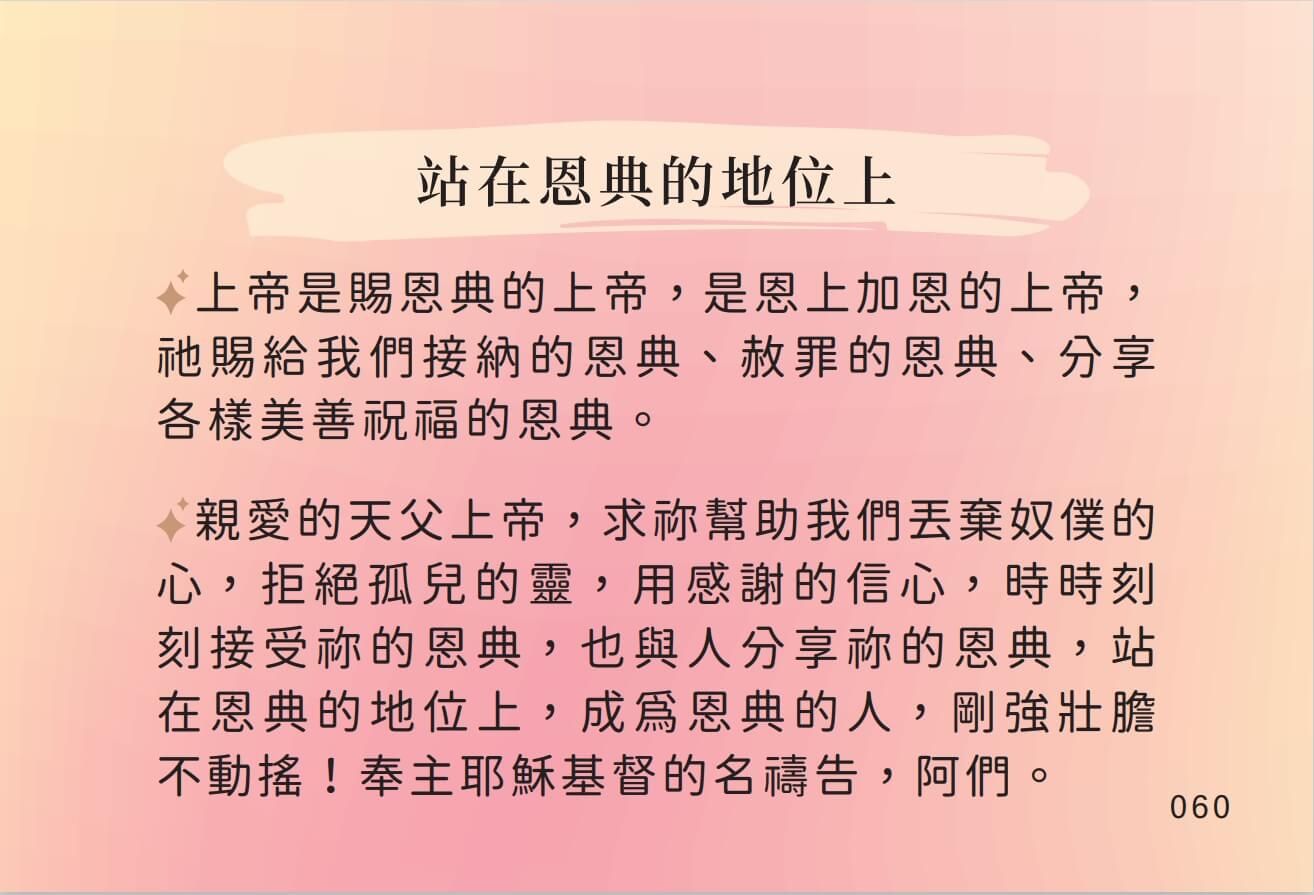 站在恩典的地位上
上帝是賜恩典的上帝，是恩上加恩的上帝，
祂賜給我們接納的恩典、赦罪的恩典、分享
各樣美善祝福的恩典。
親愛的天父上帝，求祢幫助我們丟棄奴僕的
心，拒絕孤兒的靈，用感謝的信心，時時刻
刻接受祢的恩典，也與人分享祢的恩典，站
在恩典的地位上，成爲恩典的人，剛強壯膽
不動搖！奉主耶穌基督的名禱告，阿們。
060